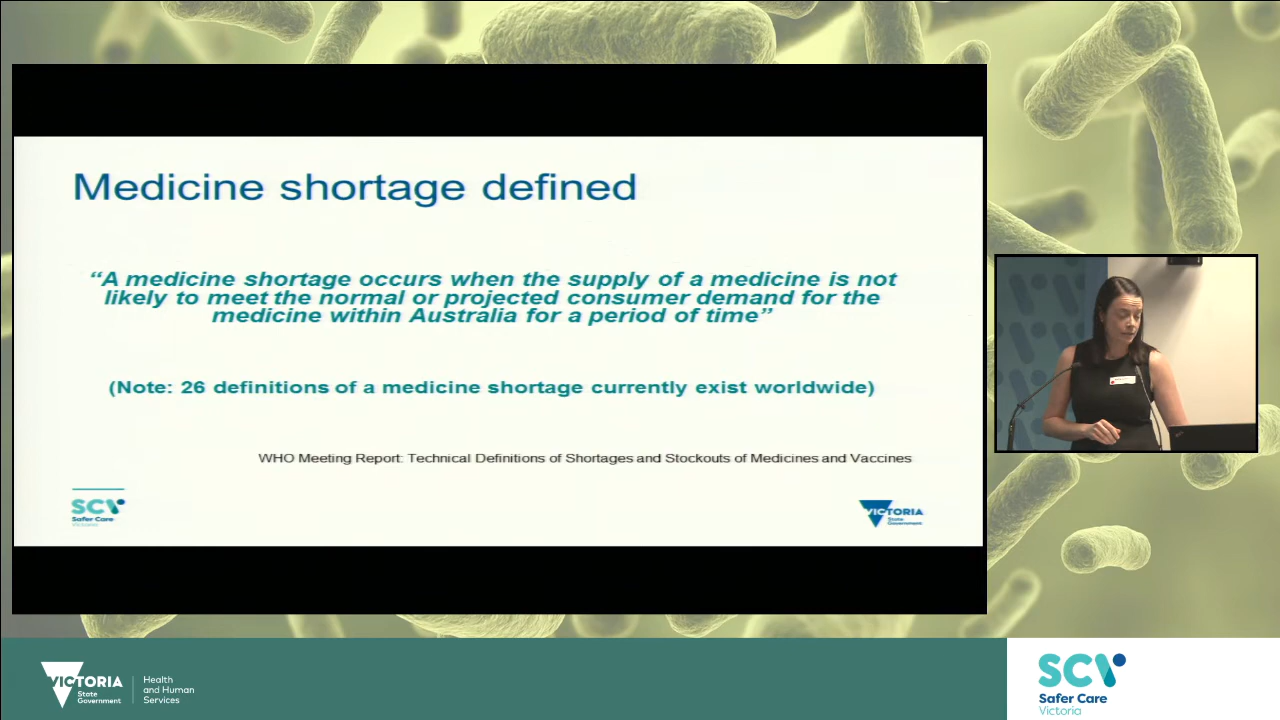 Medicine shortage defined
“A medicine shortage occurs when the supply of a medicine is not
likely to meet the normal or projected consumer demand for the
medicine within Australia for a period of time”
(Note: 26 definitions of a medicine shortage currently exist worldwide)
WHO Meeting Report: Technical Definitions of Shortages and Stockouts of Medicines and Vaccines
SCV
Safer Care
Victoria
VICTORIA
State
Government
VICTORIA
State
Government
Health
and Human
Services
SCV
Safer Care
Victoria